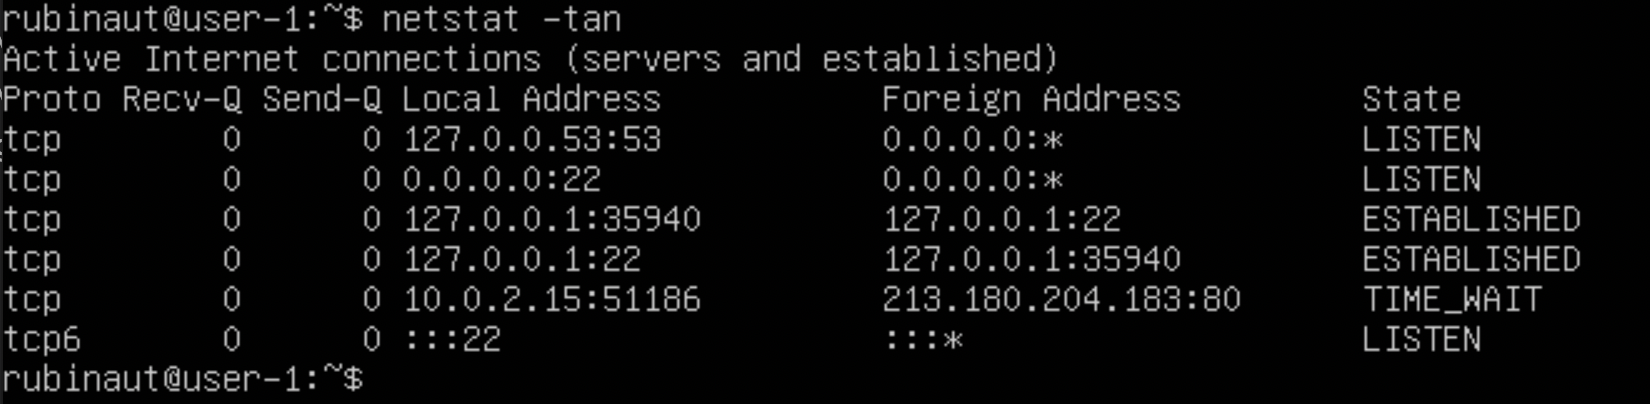 rubinaut@user-1:~$ netstat -tan
Active Internet connections (servers and established)
Proto Recv-Q Send-Q Local Address           Foreign Address         State
tcp        0      0 127.0.0.53:53           0.0.0.0:*               LISTEN
tcp        0      0 0.0.0.0:22              0.0.0.0:*               LISTEN
tcp        0      0 127.0.0.1:35940         127.0.0.1:22            ESTABLISHED
tcp        0      0 127.0.0.1:22            127.0.0.1:35940         ESTABLISHED
tcp        0      0 10.0.2.15:51186         213.180.204.183:80      TIME_WAIT
tcp6       0      0 :::22                   :::*                    LISTEN
rubinaut@user-1:~$